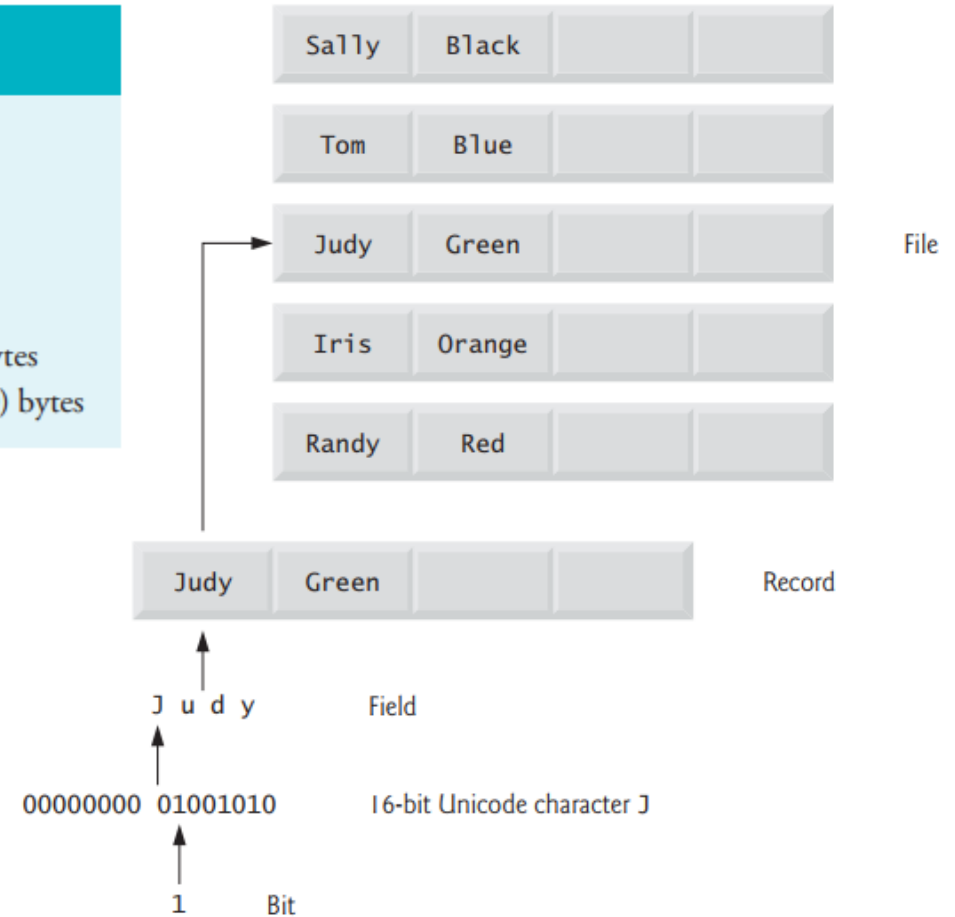 Sally Black
Tom Blue
Judy Green File
Iris Orange
) bytes
Randy Red
Judy Green Record
J u d y Field
00000000 01001010 16-bit Unicode character J
1 Bit